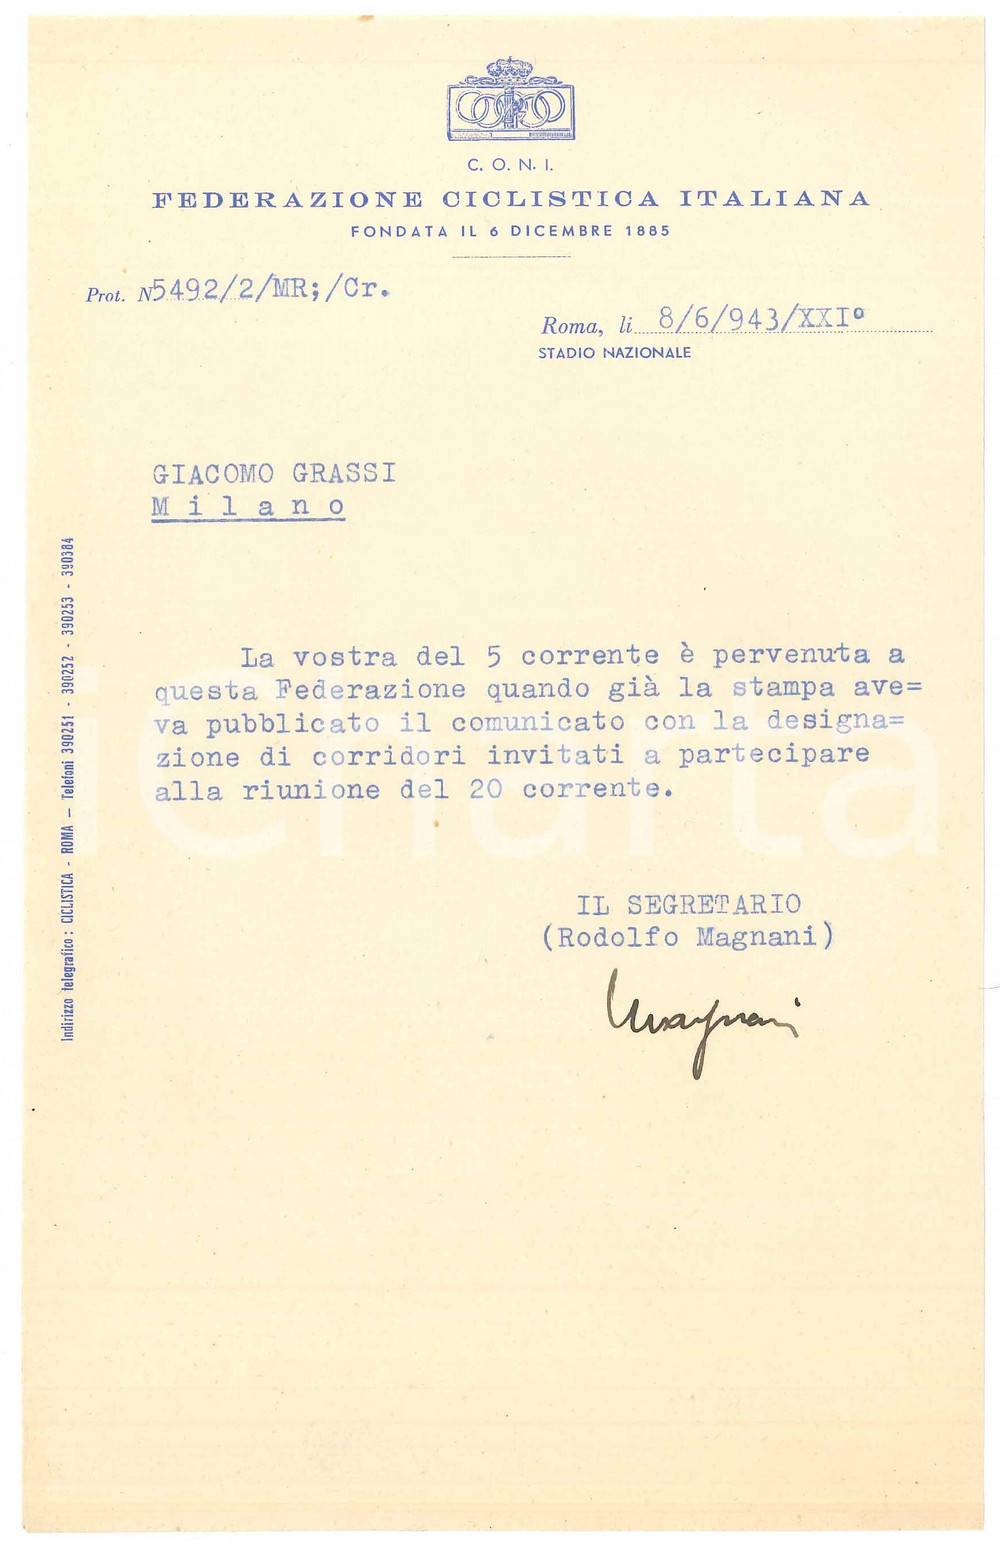 C. O. N. I.
FEDERAZIONE CICLISTICA ITALIANA
FONDATA IL 6 DICEMBRE 1885
Prot. N 5492/2/MR;/Cr.
Roma, li 8/6/943/XXI°
STADIO NAZIONALE
GIACOMO GRASSI
Milano
La vostra del 5 corrente è pervenuta a
questa Federazione quando già la stampa ave=
va pubblicato il comunicato con la designa=
zione di corridori invitati a partecipare
alla riunione del 20 corrente.
IL SEGRETARIO
(Rodolfo Magnani)
Magnani
Indirizzo telegrafico: CICLISTICA - ROMA — Telefoni 390251 - 390252 - 390253 - 390384
ieharta